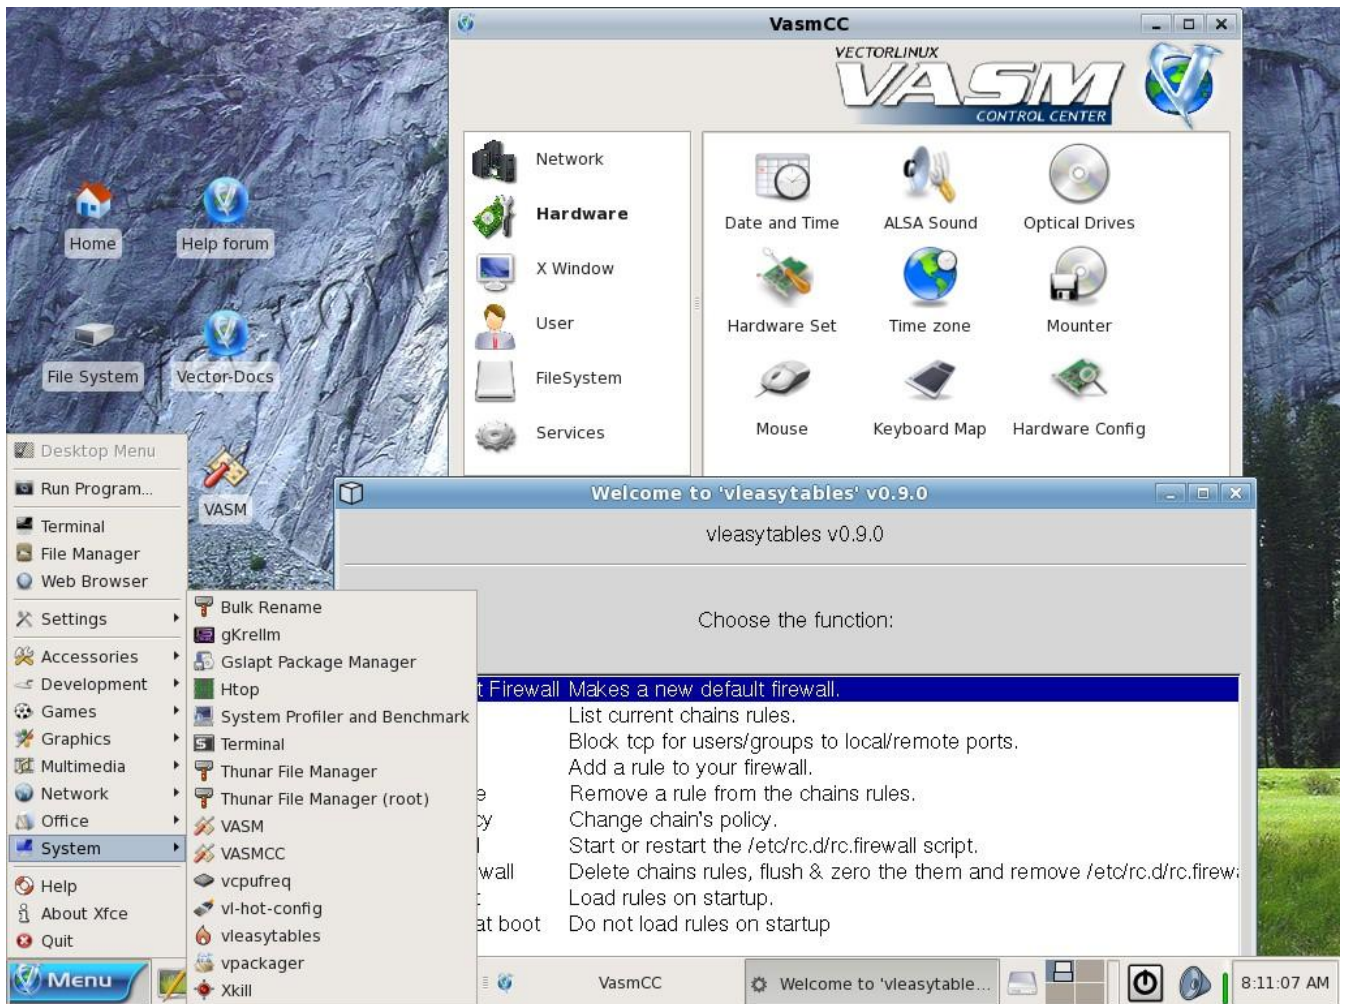 VasmCC
VECTORLINUX
VASM
CONTROL CENTER
Network
Hardware
X Window
User
FileSystem
Services
Date and Time
ALSA Sound
Optical Drives
Hardware Set
Time zone
Mounter
Mouse
Keyboard Map
Hardware Config
Home
Help forum
File System
Vector-Docs
VASM
Welcome to 'vleasytables' v0.9.0
vleasytables v0.9.0
Choose the function:
t Firewall Makes a new default firewall.
List current chains rules.
Block tcp for users/groups to local/remote ports.
Add a rule to your firewall.
e Remove a rule from the chains rules.
cy Change chain's policy.
l Start or restart the /etc/rc.d/rc.firewall script.
wall Delete chains rules, flush & zero the them and remove /etc/rc.d/rc.firewa
t Load rules on startup.
at boot Do not load rules on startup
Desktop Menu
Run Program...
Terminal
File Manager
Web Browser
Settings
Accessories
Development
Games
Graphics
Multimedia
Network
Office
System
Help
About Xfce
Quit
Bulk Rename
gKrellm
Gslapt Package Manager
Htop
System Profiler and Benchmark
Terminal
Thunar File Manager
Thunar File Manager (root)
VASM
VASMCC
vcpufreq
vl-hot-config
vleasytables
vpackager
Xkill
Menu
VasmCC
Welcome to 'vleasytable...
8:11:07 AM